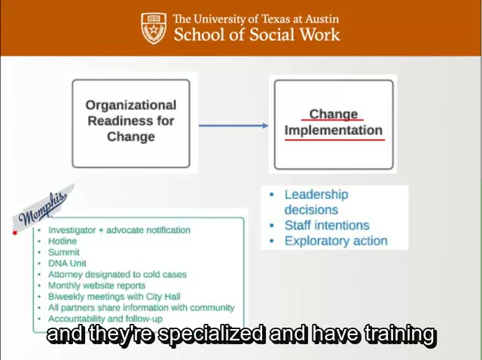 The University of Texas at Austin
School of Social Work
Organizational
Readiness for
Change
Change
Implementation
• Leadership
decisions
• Staff intentions
• Exploratory action
Memphis
• Investigator + advocate notification
• Hotline
• Summit
• DNA Unit
• Attorney designated to cold cases
• Monthly website reports
• Biweekly meetings with City Hall
• All partners share information with community
• Accountability and follow-up
and they're specialized and have training